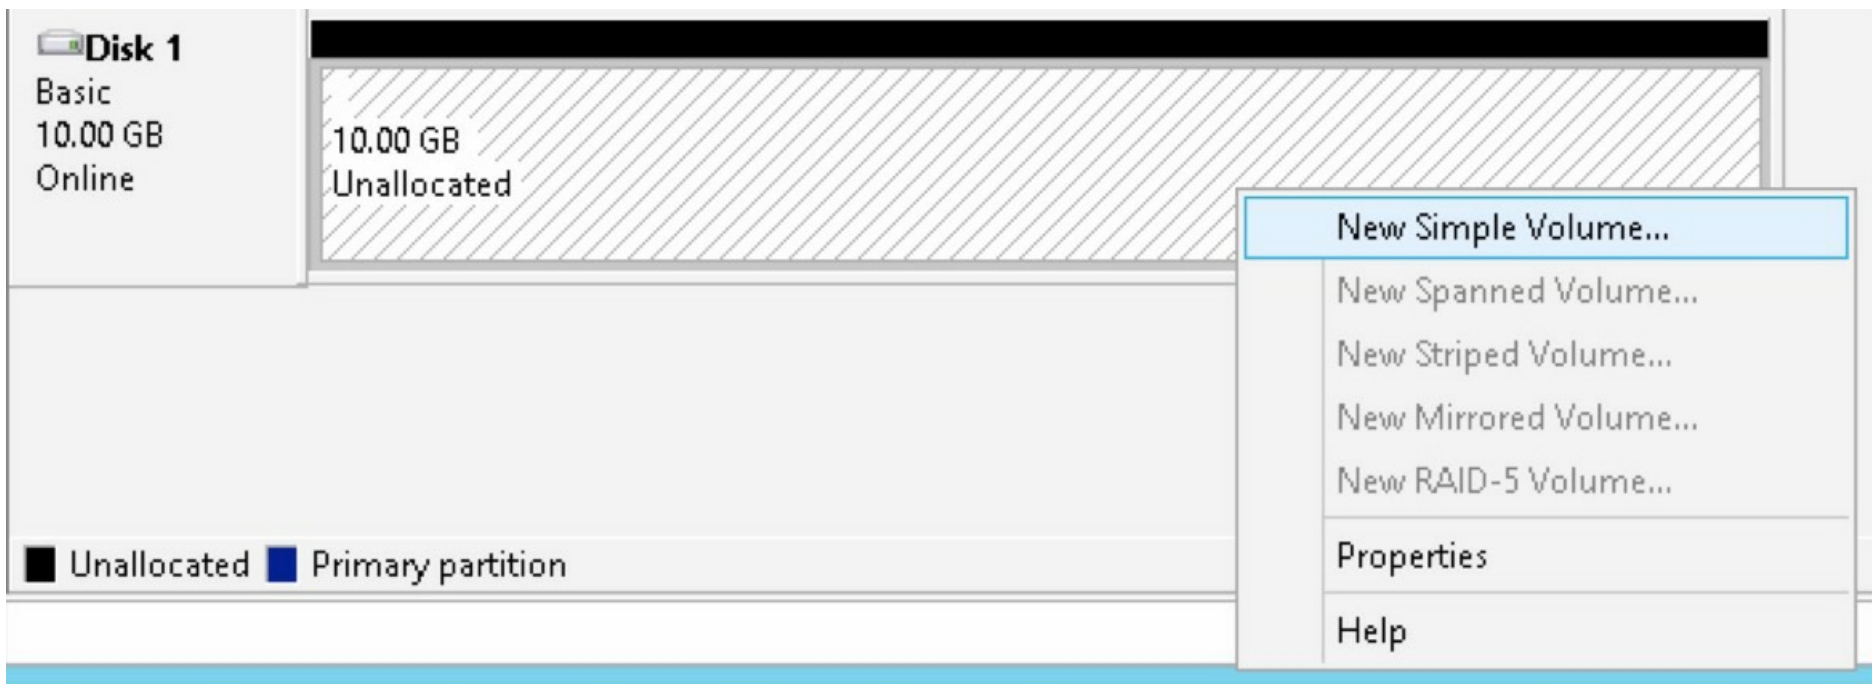 Disk 1
Basic
10.00 GB
Online
10.00 GB
Unallocated
New Simple Volume...
New Spanned Volume...
New Striped Volume...
New Mirrored Volume...
New RAID-5 Volume...
Properties
Help
Unallocated Primary partition